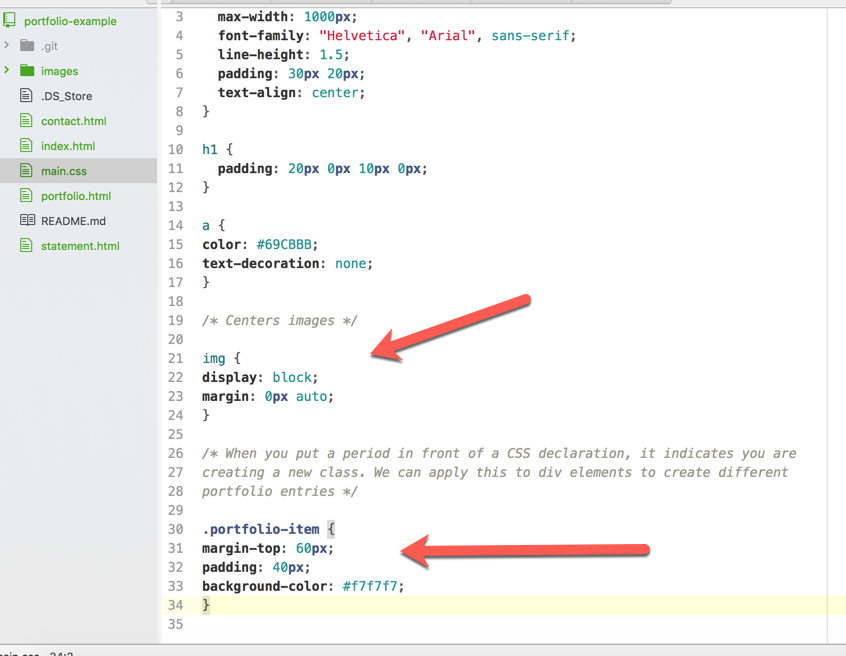 portfolio-example
.git
images
.DS_Store
contact.html
index.html
main.css
portfolio.html
README.md
statement.html
3 max-width: 1000px;
4 font-family: "Helvetica", "Arial", sans-serif;
5 line-height: 1.5;
6 padding: 30px 20px;
7 text-align: center;
8 }
9
10 h1 {
11 padding: 20px 0px 10px 0px;
12 }
13
14 a {
15 color: #69CBBB;
16 text-decoration: none;
17 }
18
19 /* Centers images */
20
21 img {
22 display: block;
23 margin: 0px auto;
24 }
25
26 /* When you put a period in front of a CSS declaration, it indicates you are
27 creating a new class. We can apply this to div elements to create different
28 portfolio entries */
29
30 .portfolio-item {
31 margin-top: 60px;
32 padding: 40px;
33 background-color: #f7f7f7;
34 }
35